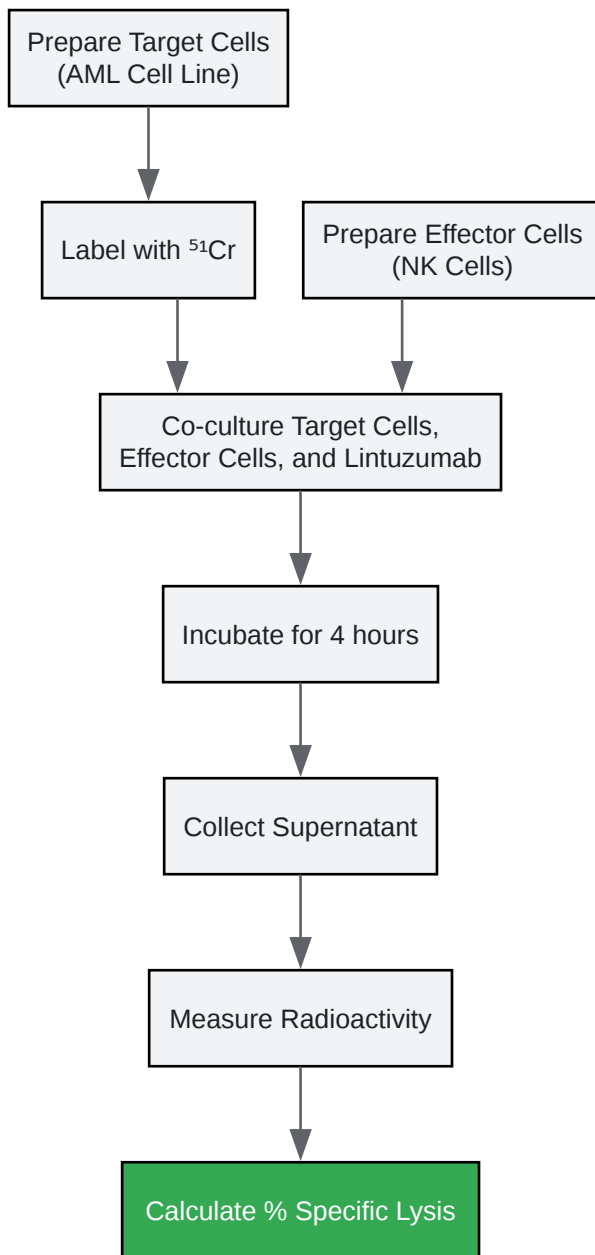 Prepare Target Cells
(AML Cell Line)
Label with ⁵¹Cr
Prepare Effector Cells
(NK Cells)
Co-culture Target Cells,
Effector Cells, and Lintuzumab
Incubate for 4 hours
Collect Supernatant
Measure Radioactivity
Calculate % Specific Lysis